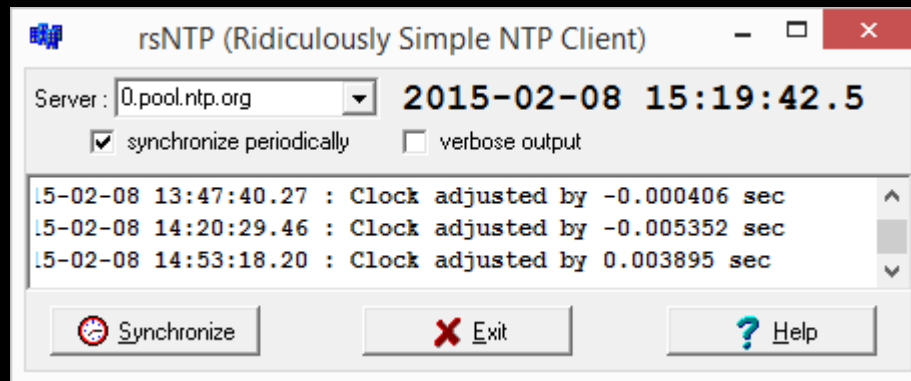 rsNTP (Ridiculously Simple NTP Client)
Server : 0.pool.ntp.org 2015-02-08 15:19:42.5
synchronize periodically verbose output
15-02-08 13:47:40.27 : Clock adjusted by -0.000406 sec
15-02-08 14:20:29.46 : Clock adjusted by -0.005352 sec
15-02-08 14:53:18.20 : Clock adjusted by 0.003895 sec
Synchronize Exit Help